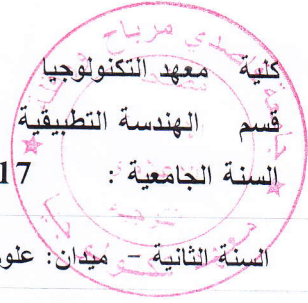 كلية معهد التكنولوجيا
قسم الهندسة التطبيقية
السنة الجامعية : 17
السنة الثانية - ميدان: علو